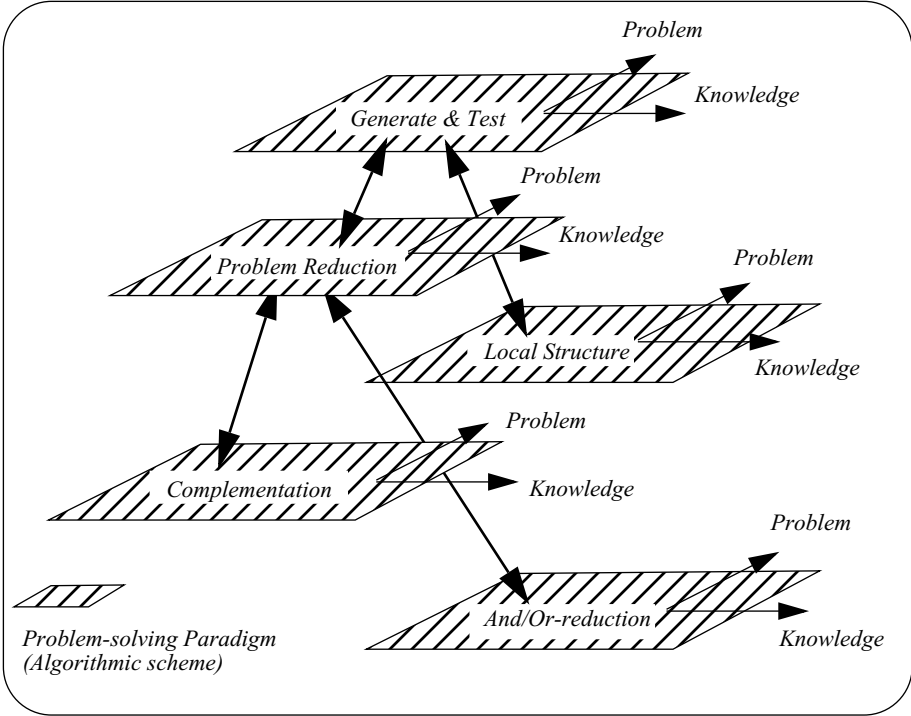 Problem
Knowledge
Generate & Test
Problem
Knowledge
Problem Reduction
Problem
Local Structure
Knowledge
Problem
Complementation
Knowledge
Problem
And/Or-reduction
Knowledge
Problem-solving Paradigm
(Algorithmic scheme)